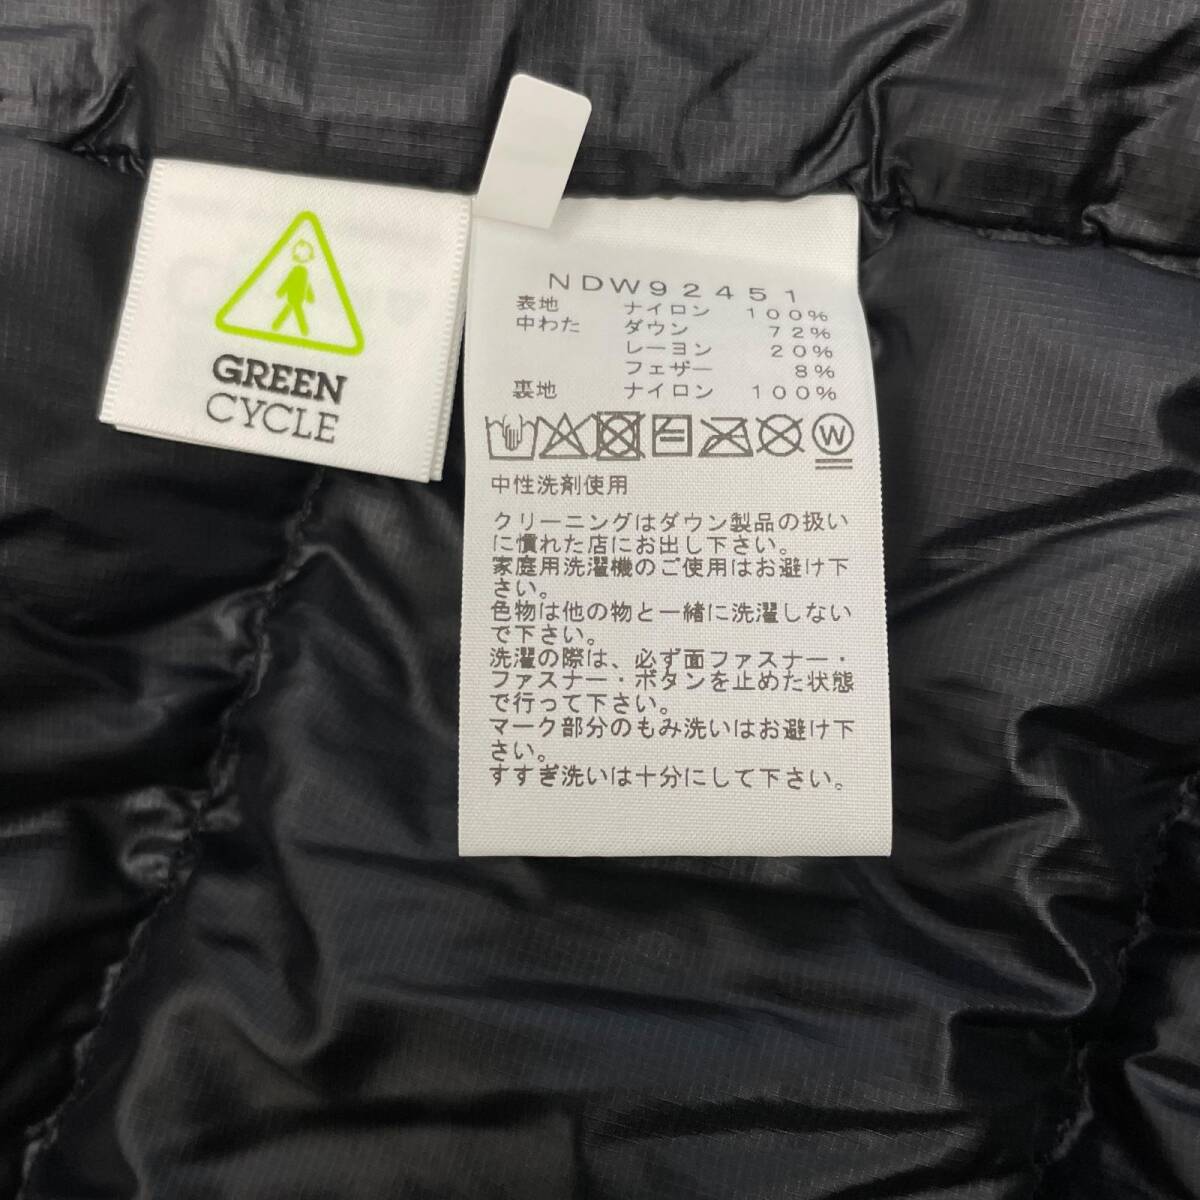 GREEN
CYCLE
NDW92451
表地 ナイロン 100%
中わた ダウン 72%
レーヨン 20%
フェザー 8%
裏地 ナイロン 100%
W
中性洗剤使用
クリーニングはダウン製品の扱い
に慣れた店にお出し下さい。
家庭用洗濯機のご使用はお避け下
さい。
色物は他の物と一緒に洗濯しない
で下さい。
洗濯の際は、必ず面ファスナー・
ファスナー・ボタンを止めた状態
で行って下さい。
マーク部分のもみ洗いはお避け下
さい。
すすぎ洗いは十分にして下さい。